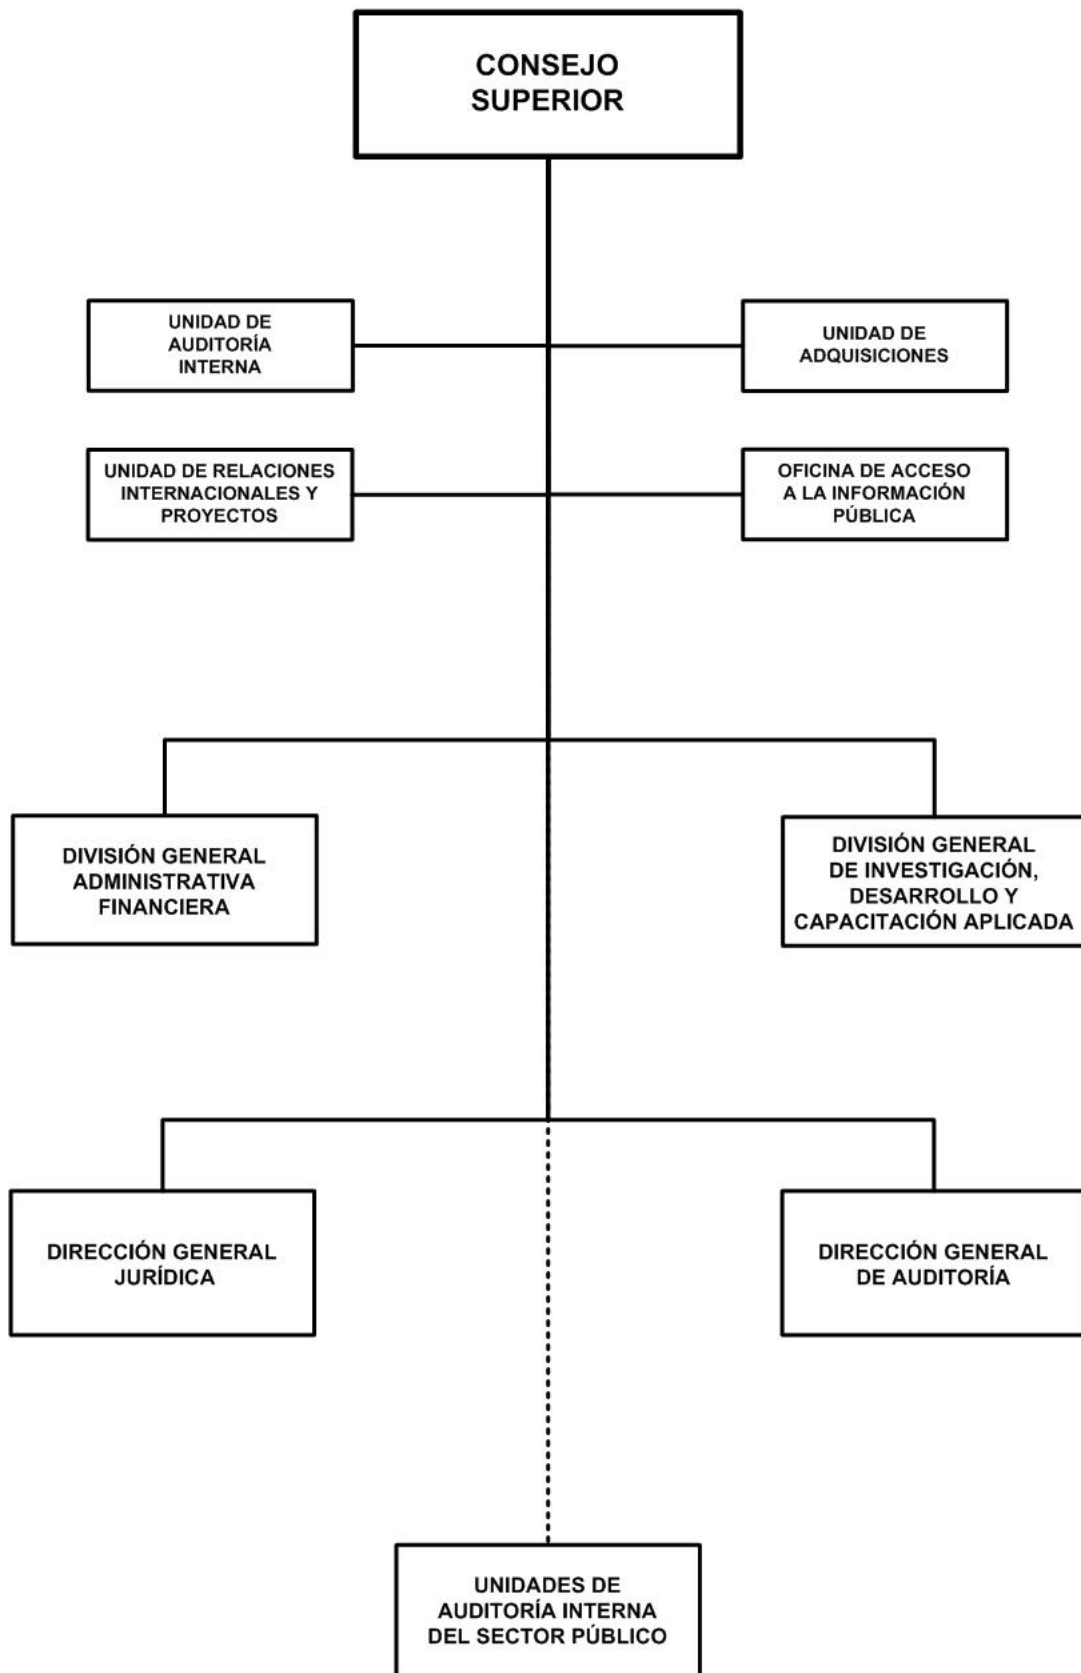 CONSEJO
SUPERIOR
UNIDAD DE
AUDITORÍA
INTERNA
UNIDAD DE
ADQUISICIONES
UNIDAD DE RELACIONES
INTERNACIONALES Y
PROYECTOS
OFICINA DE ACCESO
A LA INFORMACIÓN
PÚBLICA
DIVISIÓN GENERAL
ADMINISTRATIVA
FINANCIERA
DIVISIÓN GENERAL
DE INVESTIGACIÓN,
DESARROLLO Y
CAPACITACIÓN APLICADA
DIRECCIÓN GENERAL
JURÍDICA
DIRECCIÓN GENERAL
DE AUDITORÍA
UNIDADES DE
AUDITORÍA INTERNA
DEL SECTOR PÚBLICO